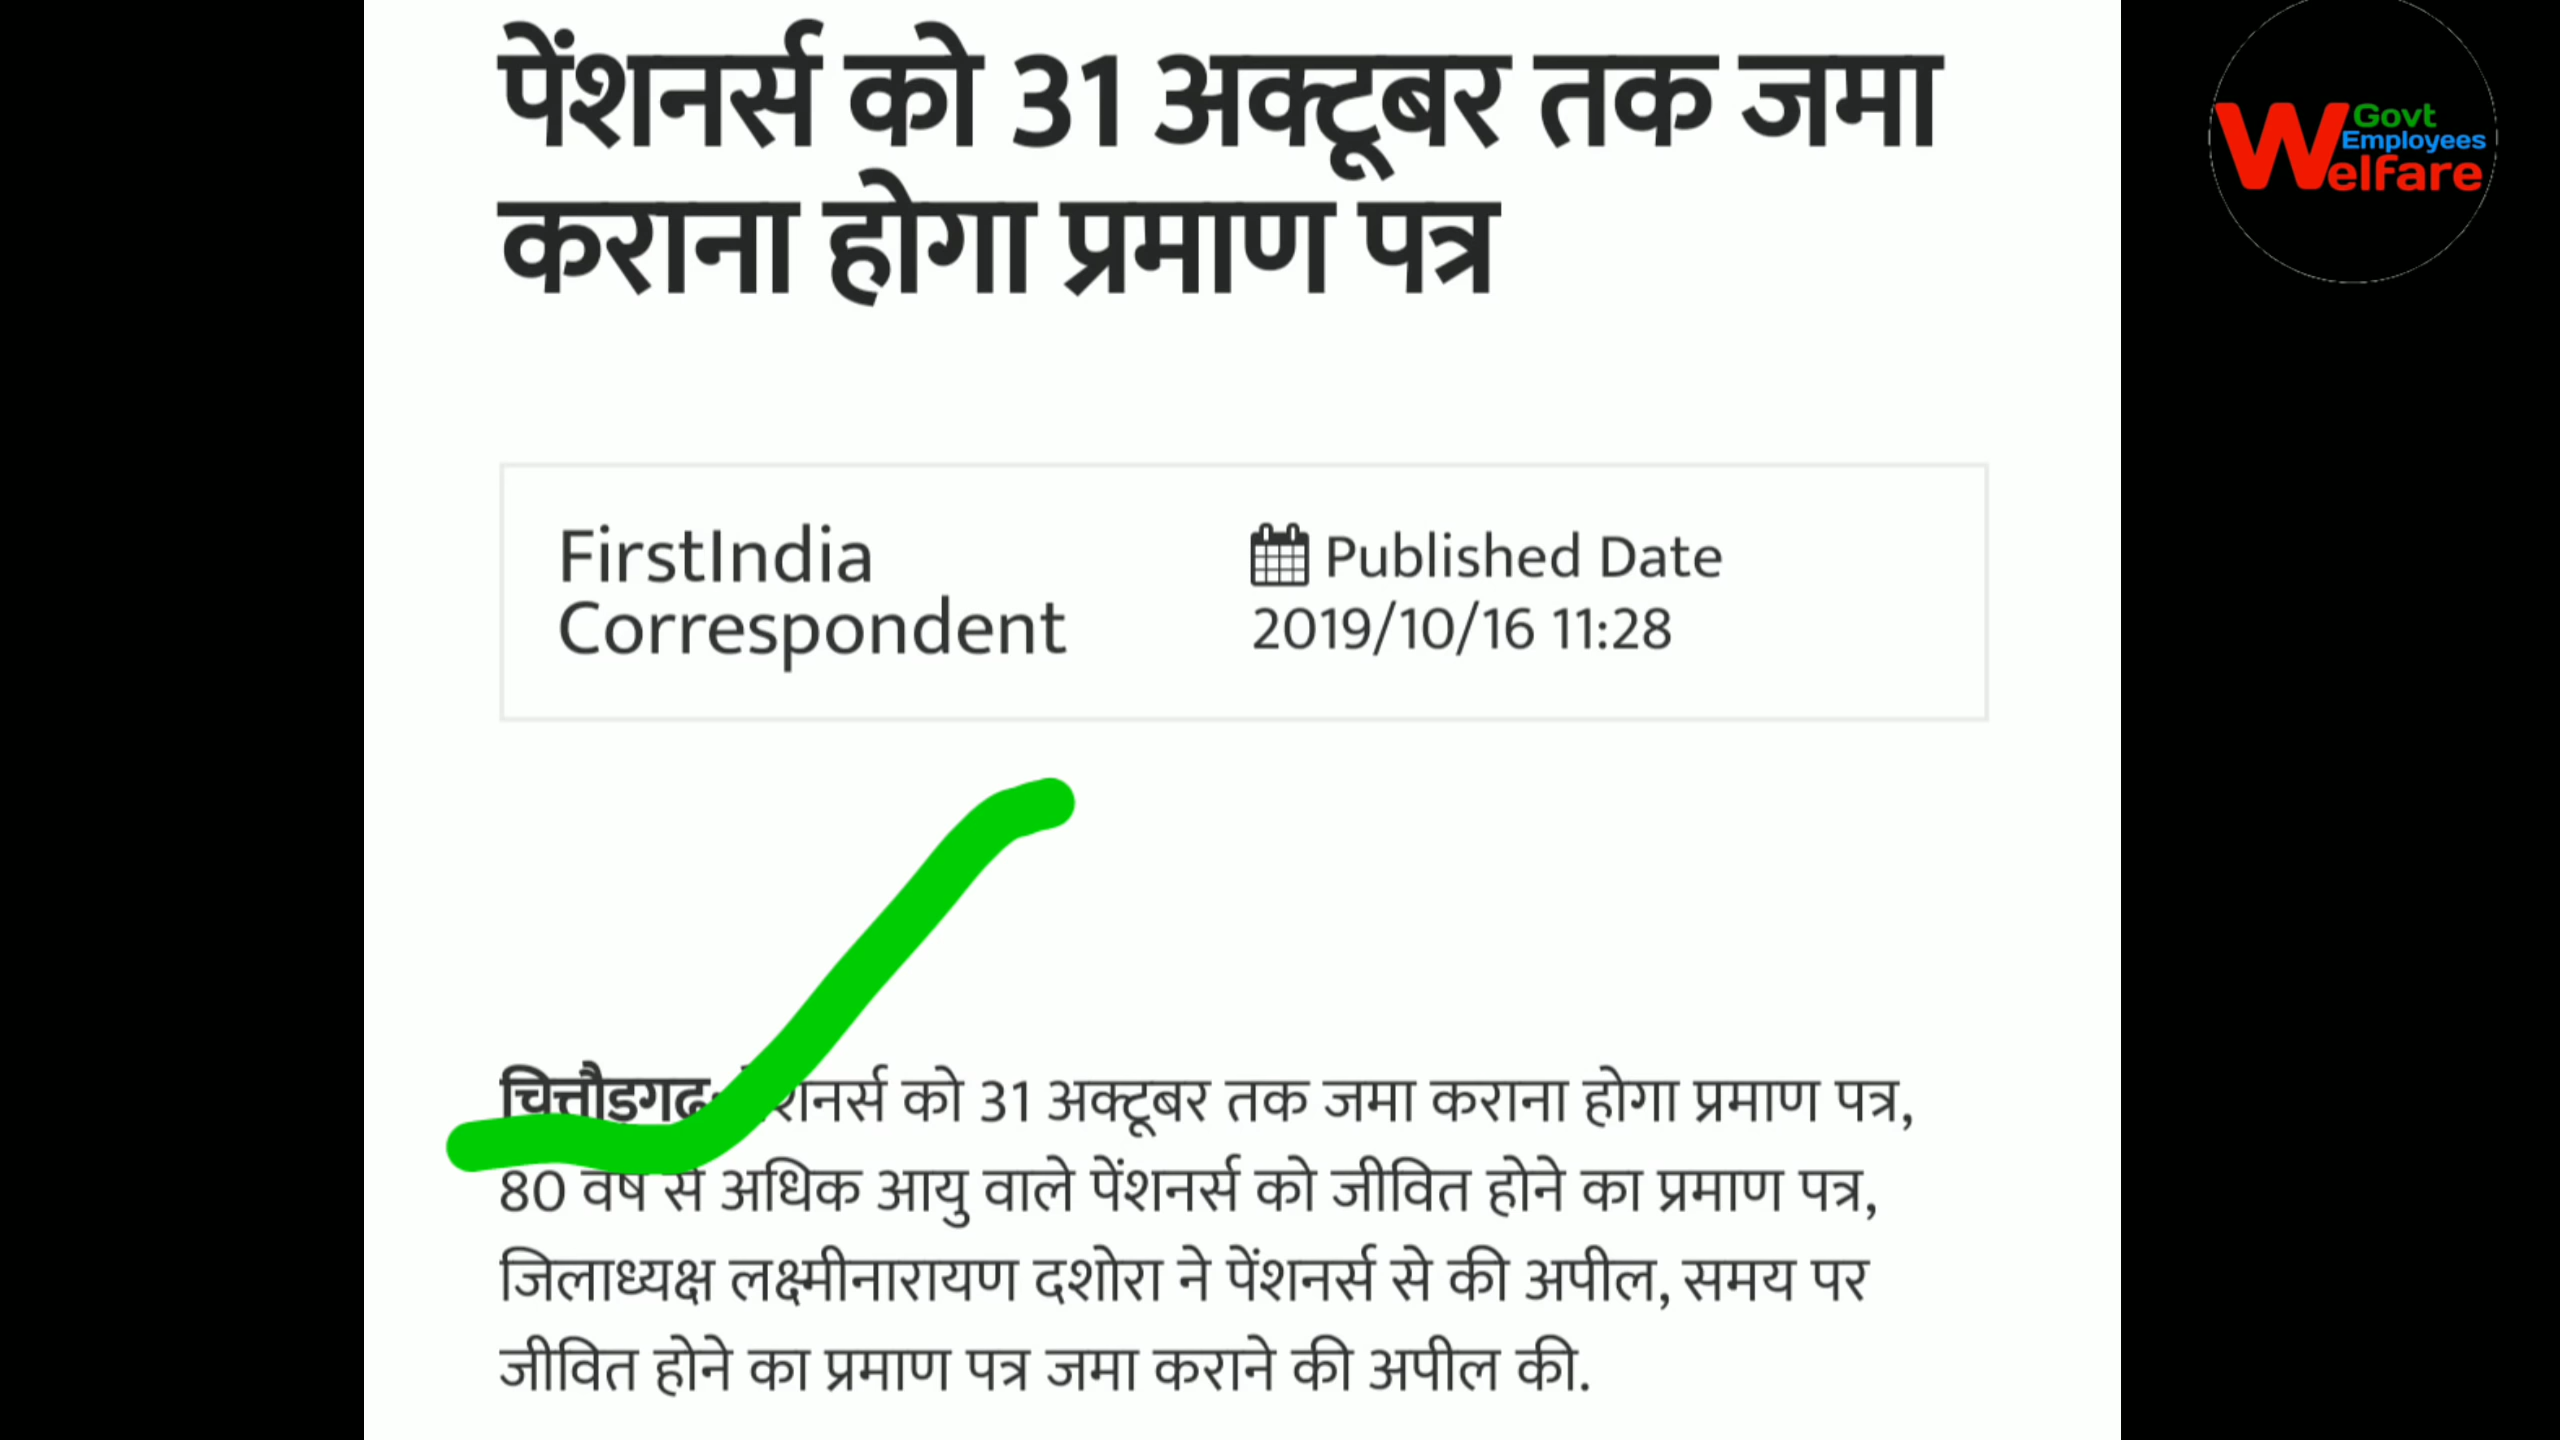 पेंशनर्स को 31 अक्टूबर तक जमा
कराना होगा प्रमाण पत्र
Govt
Employees
Welfare
FirstIndia
Correspondent
Published Date
2019/10/16 11:28
चित्तौड़गढ़: पेंशनर्स को 31 अक्टूबर तक जमा कराना होगा प्रमाण पत्र,
80 वर्ष से अधिक आयु वाले पेंशनर्स को जीवित होने का प्रमाण पत्र,
जिलाध्यक्ष लक्ष्मीनारायण दशोरा ने पेंशनर्स से की अपील, समय पर
जीवित होने का प्रमाण पत्र जमा कराने की अपील की.